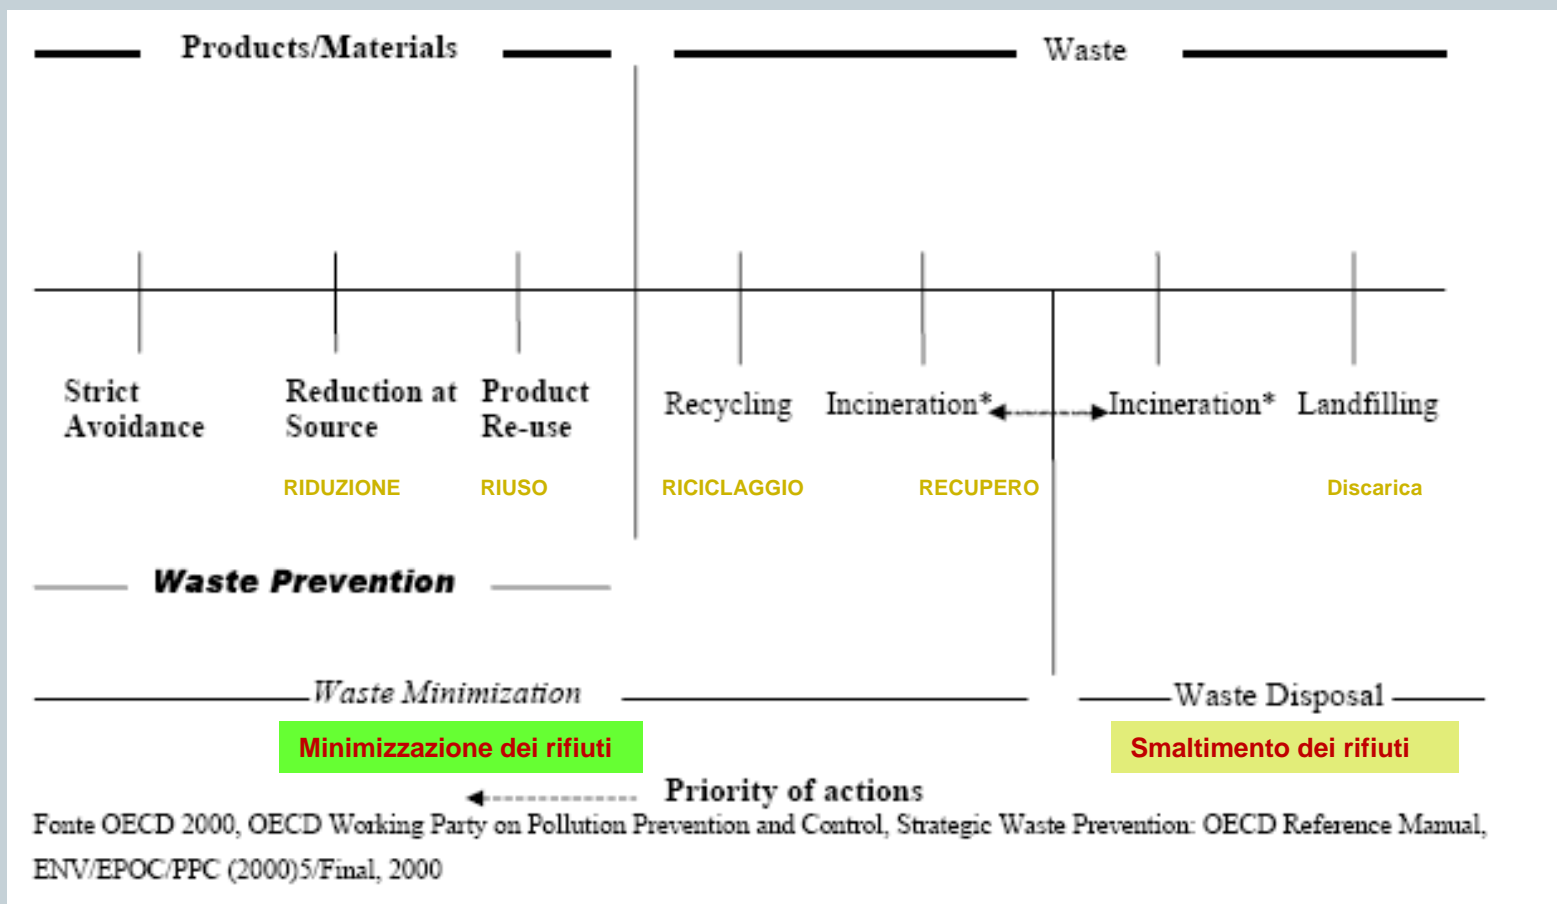 Products/Materials
Waste
Strict
Avoidance
Reduction at
Source
Product
Re-use
Recycling
Incineration*
Incineration*
Landfilling
RIDUZIONE
RIUSO
RICICLAGGIO
RECUPERO
Discarica
Waste Prevention
Waste Minimization
Waste Disposal
Minimizzazione dei rifiuti
Smaltimento dei rifiuti
Priority of actions
Fonte OECD 2000, OECD Working Party on Pollution Prevention and Control, Strategic Waste Prevention: OECD Reference Manual,
ENV/EPOC/PPC (2000)5/Final, 2000